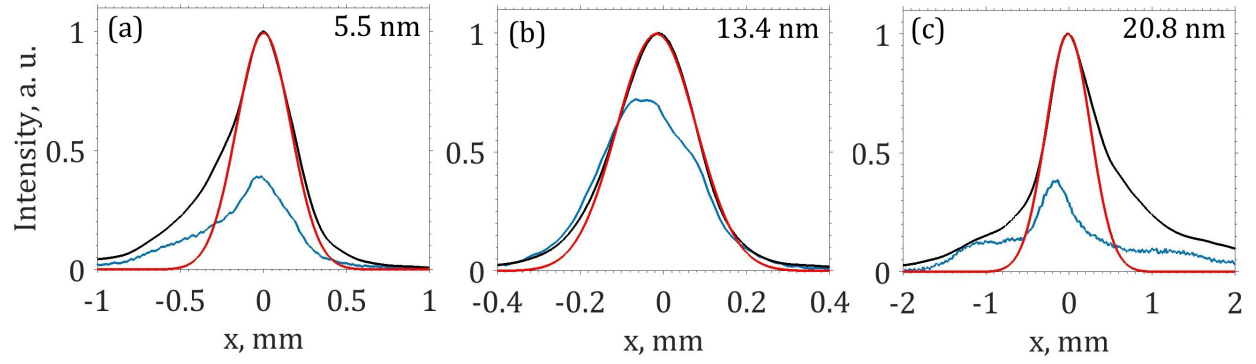 (a) 5.5 nm
(b) 13.4 nm
(c) 20.8 nm
Intensity, a. u.
1
0.5
0
1
0.5
0
1
0.5
0
-1 -0.5 0 0.5 1
-0.4 -0.2 0 0.2 0.4
-2 -1 0 1 2
x, mm
x, mm
x, mm